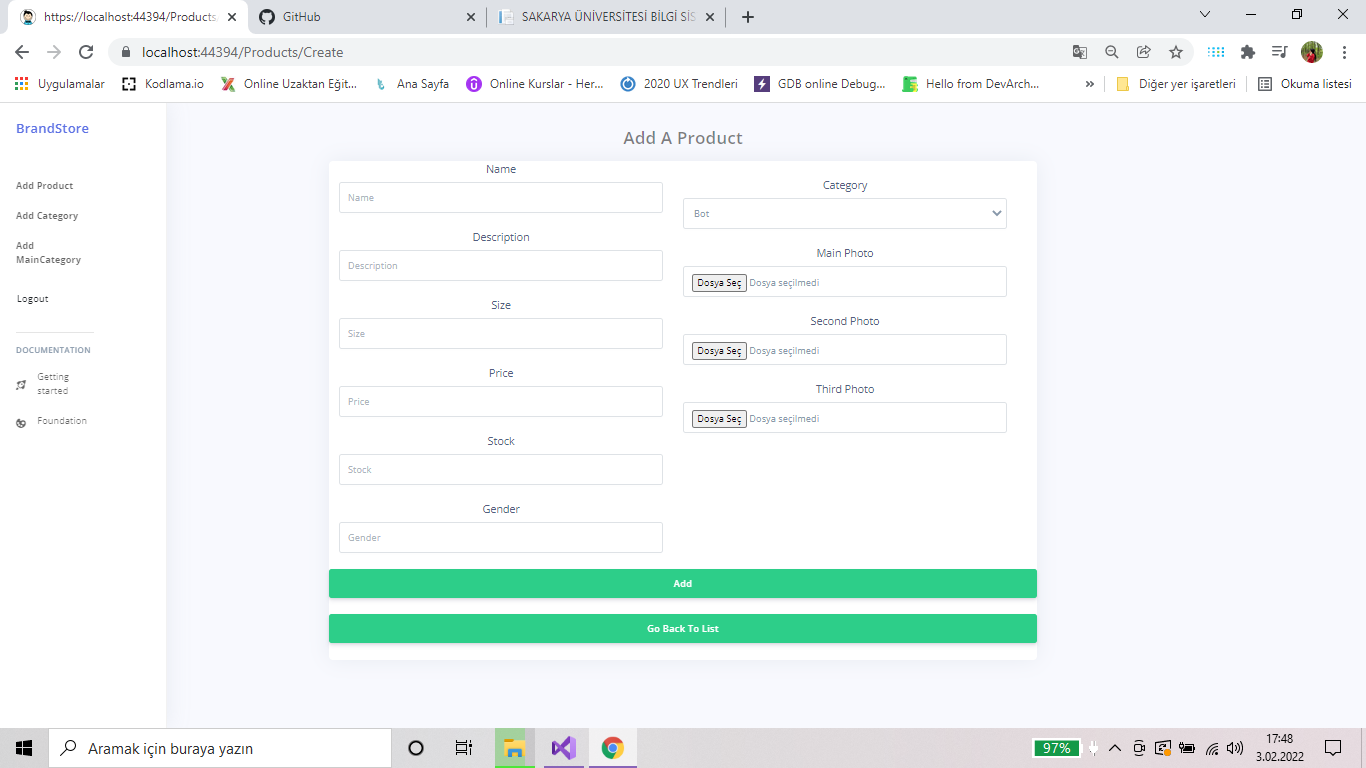 https://localhost:44394/Products
GitHub
SAKARYA ÜNİVERSİTESİ BİLGİ SİS
localhost:44394/Products/Create
Uygulamalar
Kodlama.io
Online Uzaktan Eğit...
Ana Sayfa
Online Kurslar - Her...
2020 UX Trendleri
GDB online Debug...
Hello from DevArch...
»
Diğer yer işaretleri
Okuma listesi
BrandStore
Add Product
Add Category
Add
MainCategory
Logout
DOCUMENTATION
Getting
started
Foundation
Add A Product
Name
Name
Description
Description
Size
Size
Price
Price
Stock
Stock
Gender
Gender
Category
Bot
Main Photo
Dosya Seç Dosya seçilmedi
Second Photo
Dosya Seç Dosya seçilmedi
Third Photo
Dosya Seç Dosya seçilmedi
Add
Go Back To List
Aramak için buraya yazın
97%
17:48
3.02.2022